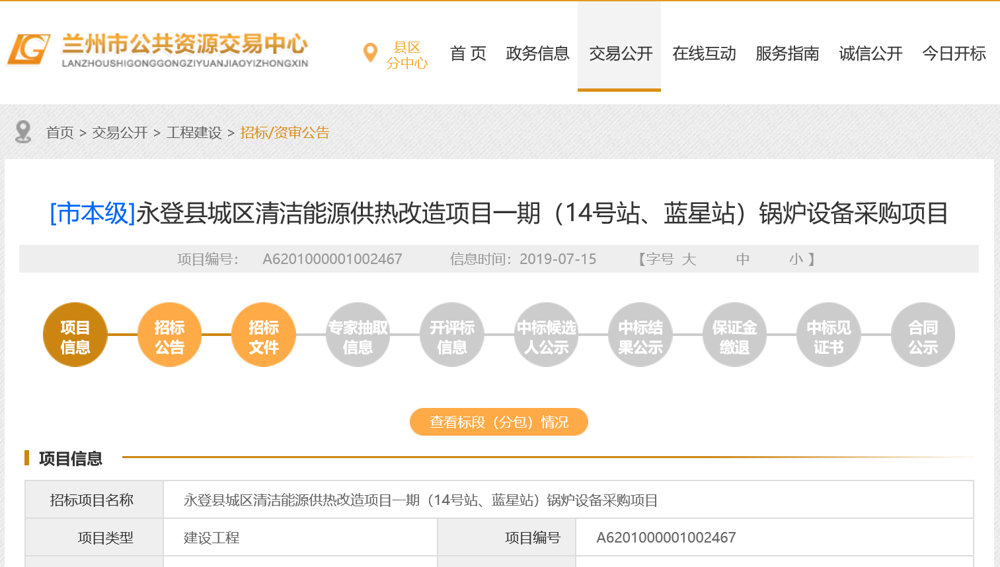 兰州市公共资源交易中心
LANZHOUSHIGONGGONGZIYUANJIAOYIZHONGXIN
县区
分中心
首 页 政务信息 交易公开 在线互动 服务指南 诚信公开 今日开标
首页 > 交易公开 > 工程建设 > 招标/资审公告
[市本级]永登县城区清洁能源供热改造项目一期（14号站、蓝星站）锅炉设备采购项目
项目编号： A6201000001002467 信息时间：2019-07-15 【字号 大 中 小 】
项目
信息
招标
公告
招标
文件
专家抽取
信息
开评标
信息
中标候选
人公示
中标结
果公示
保证金
缴退
中标见
证书
合同
公示
查看标段（分包）情况
项目信息
招标项目名称 永登县城区清洁能源供热改造项目一期（14号站、蓝星站）锅炉设备采购项目
项目类型 建设工程 项目编号 A6201000001002467